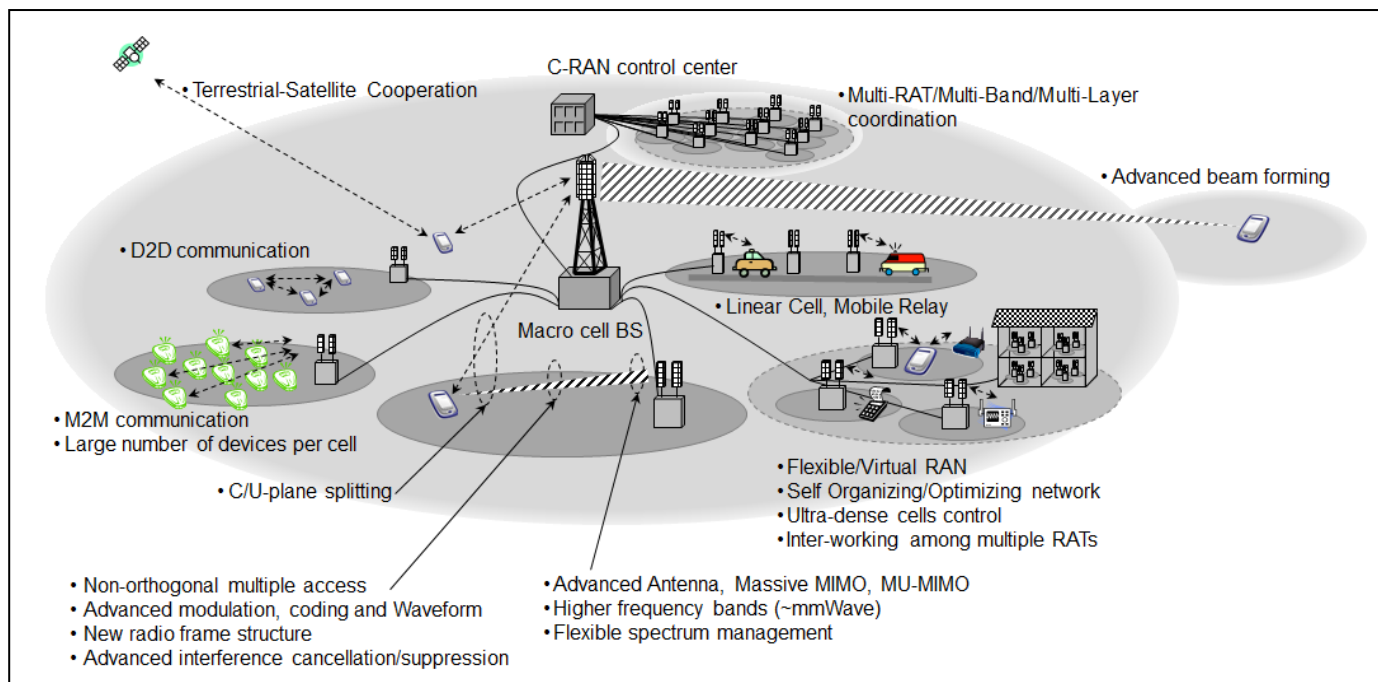 C-RAN control center
• Terrestrial-Satellite Cooperation
• Multi-RAT/Multi-Band/Multi-Layer
coordination
• Advanced beam forming
• D2D communication
• Linear Cell, Mobile Relay
Macro cell BS
• M2M communication
• Large number of devices per cell
• C/U-plane splitting
• Flexible/Virtual RAN
• Self Organizing/Optimizing network
• Ultra-dense cells control
• Inter-working among multiple RATs
• Non-orthogonal multiple access
• Advanced modulation, coding and Waveform
• New radio frame structure
• Advanced interference cancellation/suppression
• Advanced Antenna, Massive MIMO, MU-MIMO
• Higher frequency bands (~mmWave)
• Flexible spectrum management